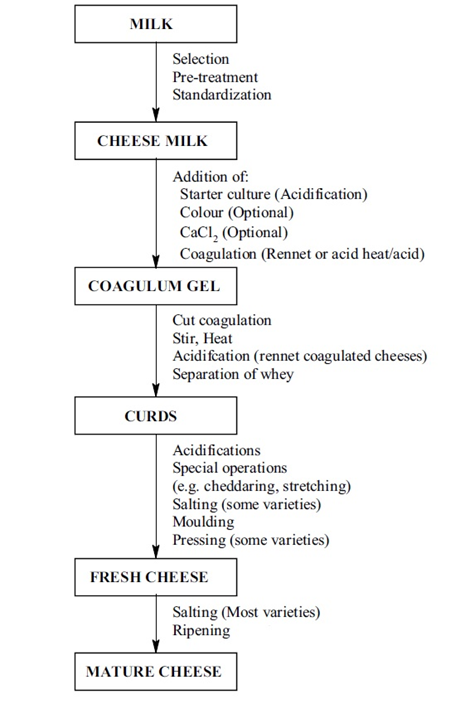 MILK
Selection
Pre-treatment
Standardization
CHEESE MILK
Addition of:
Starter culture (Acidification)
Colour (Optional)
CaCl₂ (Optional)
Coagulation (Rennet or acid heat/acid)
COAGULUM GEL
Cut coagulation
Stir, Heat
Acidifcation (rennet coagulated cheeses)
Separation of whey
CURDS
Acidifications
Special operations
(e.g. cheddaring, stretching)
Salting (some varieties)
Moulding
Pressing (some varieties)
FRESH CHEESE
Salting (Most varieties)
Ripening
MATURE CHEESE